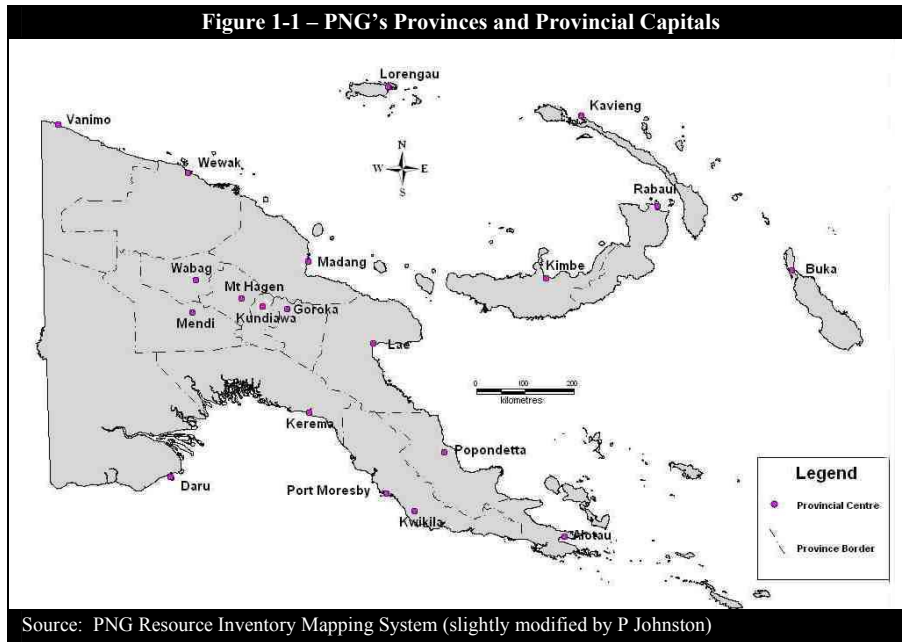 Figure 1-1 – PNG's Provinces and Provincial Capitals
Lorengau
Kavieng
Vanimo
N
W E
S
Wewak
Rabaul
Madang
Wabag
Kimbe
Buka
Mt Hagen
Kundiawa
Goroka
Mendi
Lae
0 100 200
kilometres
Kerema
Popondetta
Legend
Daru
Port Moresby
Provincial Centre
Kwikila
Alotau
Province Border
Source: PNG Resource Inventory Mapping System (slightly modified by P Johnston)